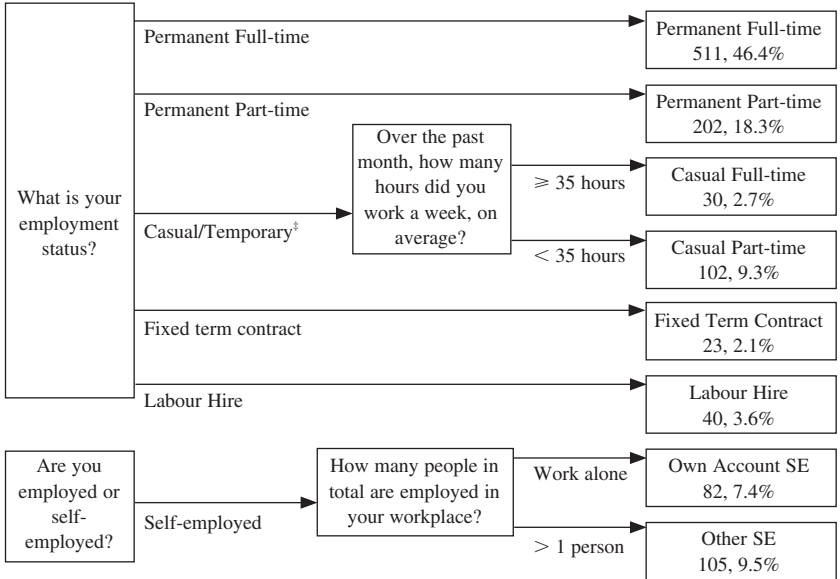 What is your
employment
status?
Permanent Full-time
Permanent Full-time
511, 46.4%
Permanent Part-time
Permanent Part-time
202, 18.3%
Casual/Temporary‡
Over the past
month, how many
hours did you
work a week, on
average?
⩾ 35 hours
Casual Full-time
30, 2.7%
< 35 hours
Casual Part-time
102, 9.3%
Fixed term contract
Fixed Term Contract
23, 2.1%
Labour Hire
Labour Hire
40, 3.6%
Are you
employed or
self-
employed?
Self-employed
How many people in
total are employed in
your workplace?
Work alone
Own Account SE
82, 7.4%
> 1 person
Other SE
105, 9.5%